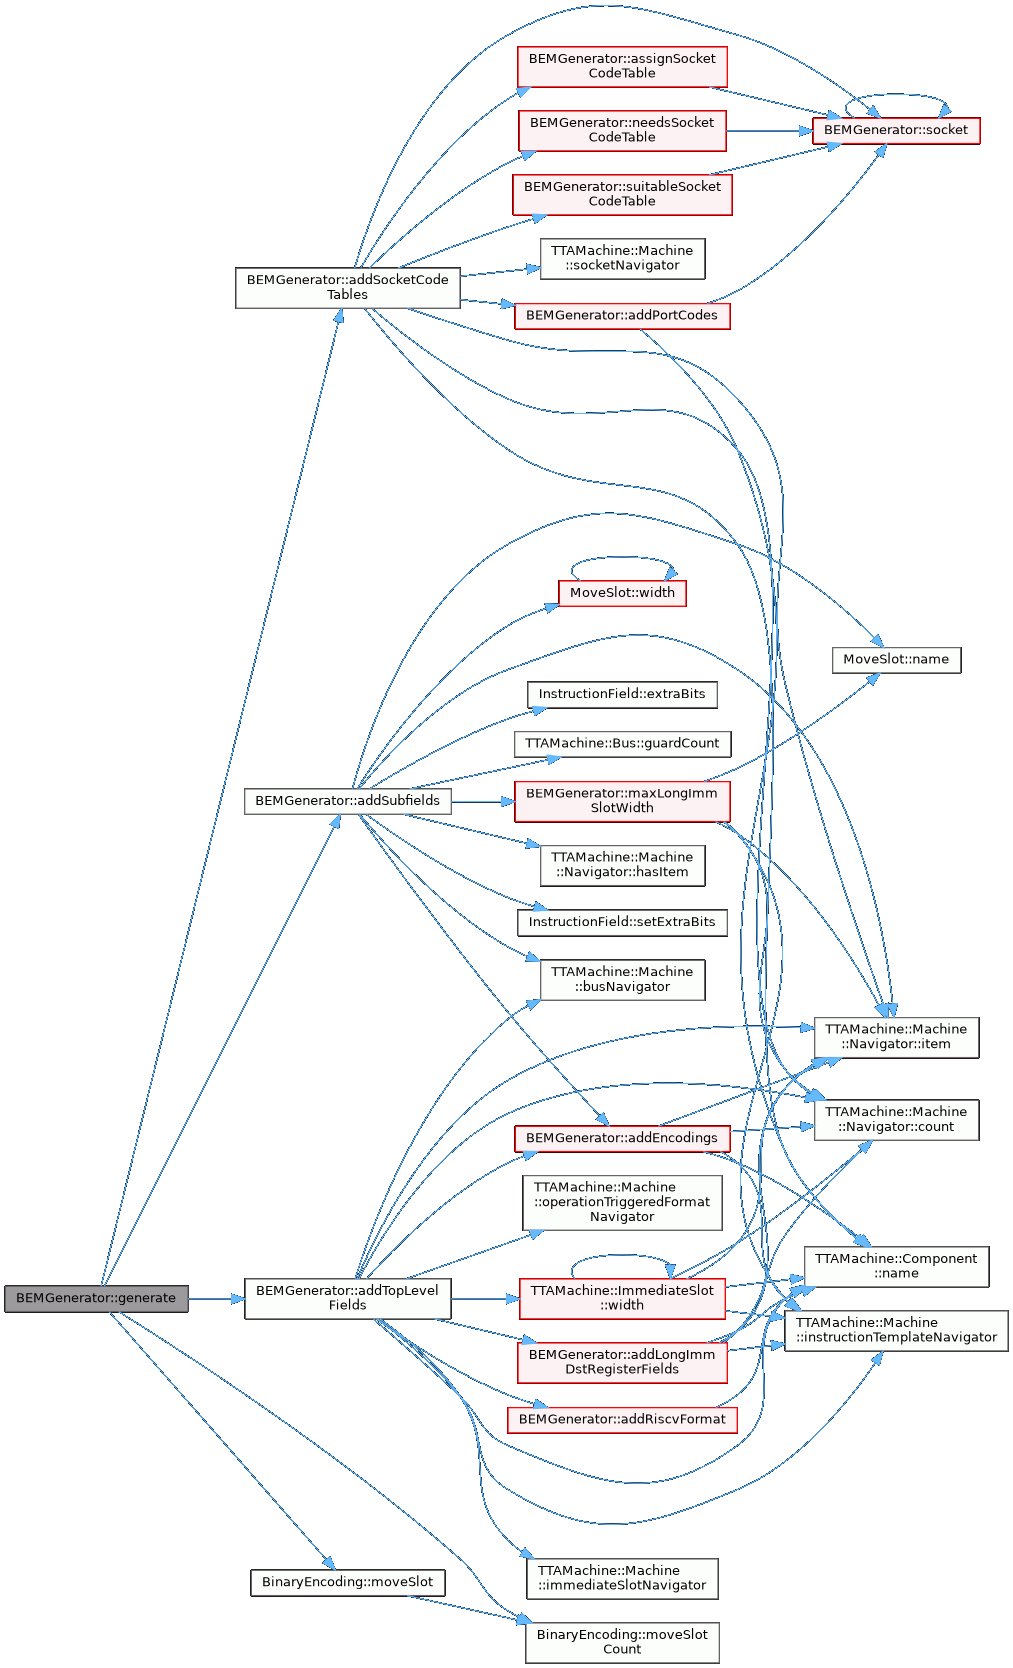 BEMGenerator::assignSocket
CodeTable
BEMGenerator::needsSocket
CodeTable
BEMGenerator::socket
BEMGenerator::suitableSocket
CodeTable
TTAMachine::Machine
::socketNavigator
BEMGenerator::addSocketCode
Tables
BEMGenerator::addPortCodes
MoveSlot::width
MoveSlot::name
InstructionField::extraBits
TTAMachine::Bus::guardCount
BEMGenerator::addSubfields
BEMGenerator::maxLongImm
SlotWidth
TTAMachine::Machine
::Navigator::hasItem
InstructionField::setExtraBits
TTAMachine::Machine
::busNavigator
TTAMachine::Machine
::Navigator::item
TTAMachine::Machine
::Navigator::count
BEMGenerator::addEncodings
TTAMachine::Machine
::operationTriggeredFormat
Navigator
TTAMachine::Component
::name
BEMGenerator::generate
BEMGenerator::addTopLevel
Fields
TTAMachine::ImmediateSlot
::width
TTAMachine::Machine
::instructionTemplateNavigator
BEMGenerator::addLongImm
DstRegisterFields
BEMGenerator::addRiscvFormat
BinaryEncoding::moveSlot
TTAMachine::Machine
::immediateSlotNavigator
BinaryEncoding::moveSlot
Count